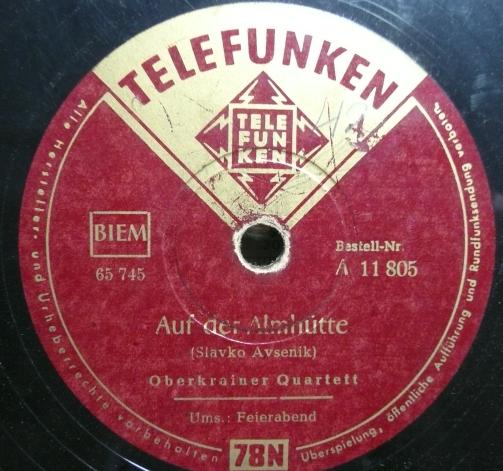 TELEFUNKEN
TELE
FUN
KEN
BIEM
65 745
Bestell-Nr.
A 11 805
Auf der Almhütte
(Slavko Avsenik)
Oberkrainer Quartett
Ums.: Feierabend
78N
Alle Hersteller- und Urheberrechte vorbehalten
Überspielung, öffentliche Aufführung und Rundfunksendung verboten.